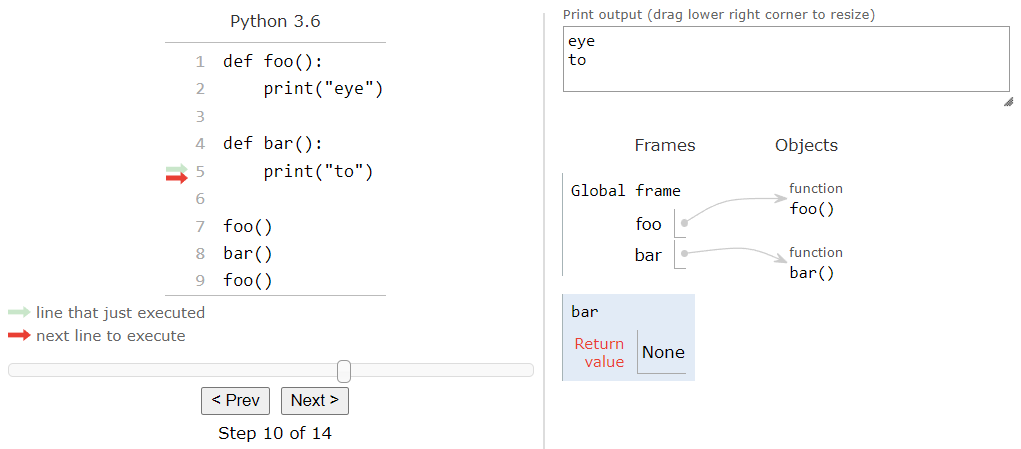 Python 3.6
1 def foo():
2     print("eye")
3
4 def bar():
5     print("to")
6
7 foo()
8 bar()
9 foo()
line that just executed
next line to execute
< Prev
Next >
Step 10 of 14
Print output (drag lower right corner to resize)
eye
to
Frames
Objects
Global frame
foo
bar
function
foo()
function
bar()
bar
Return
value
None